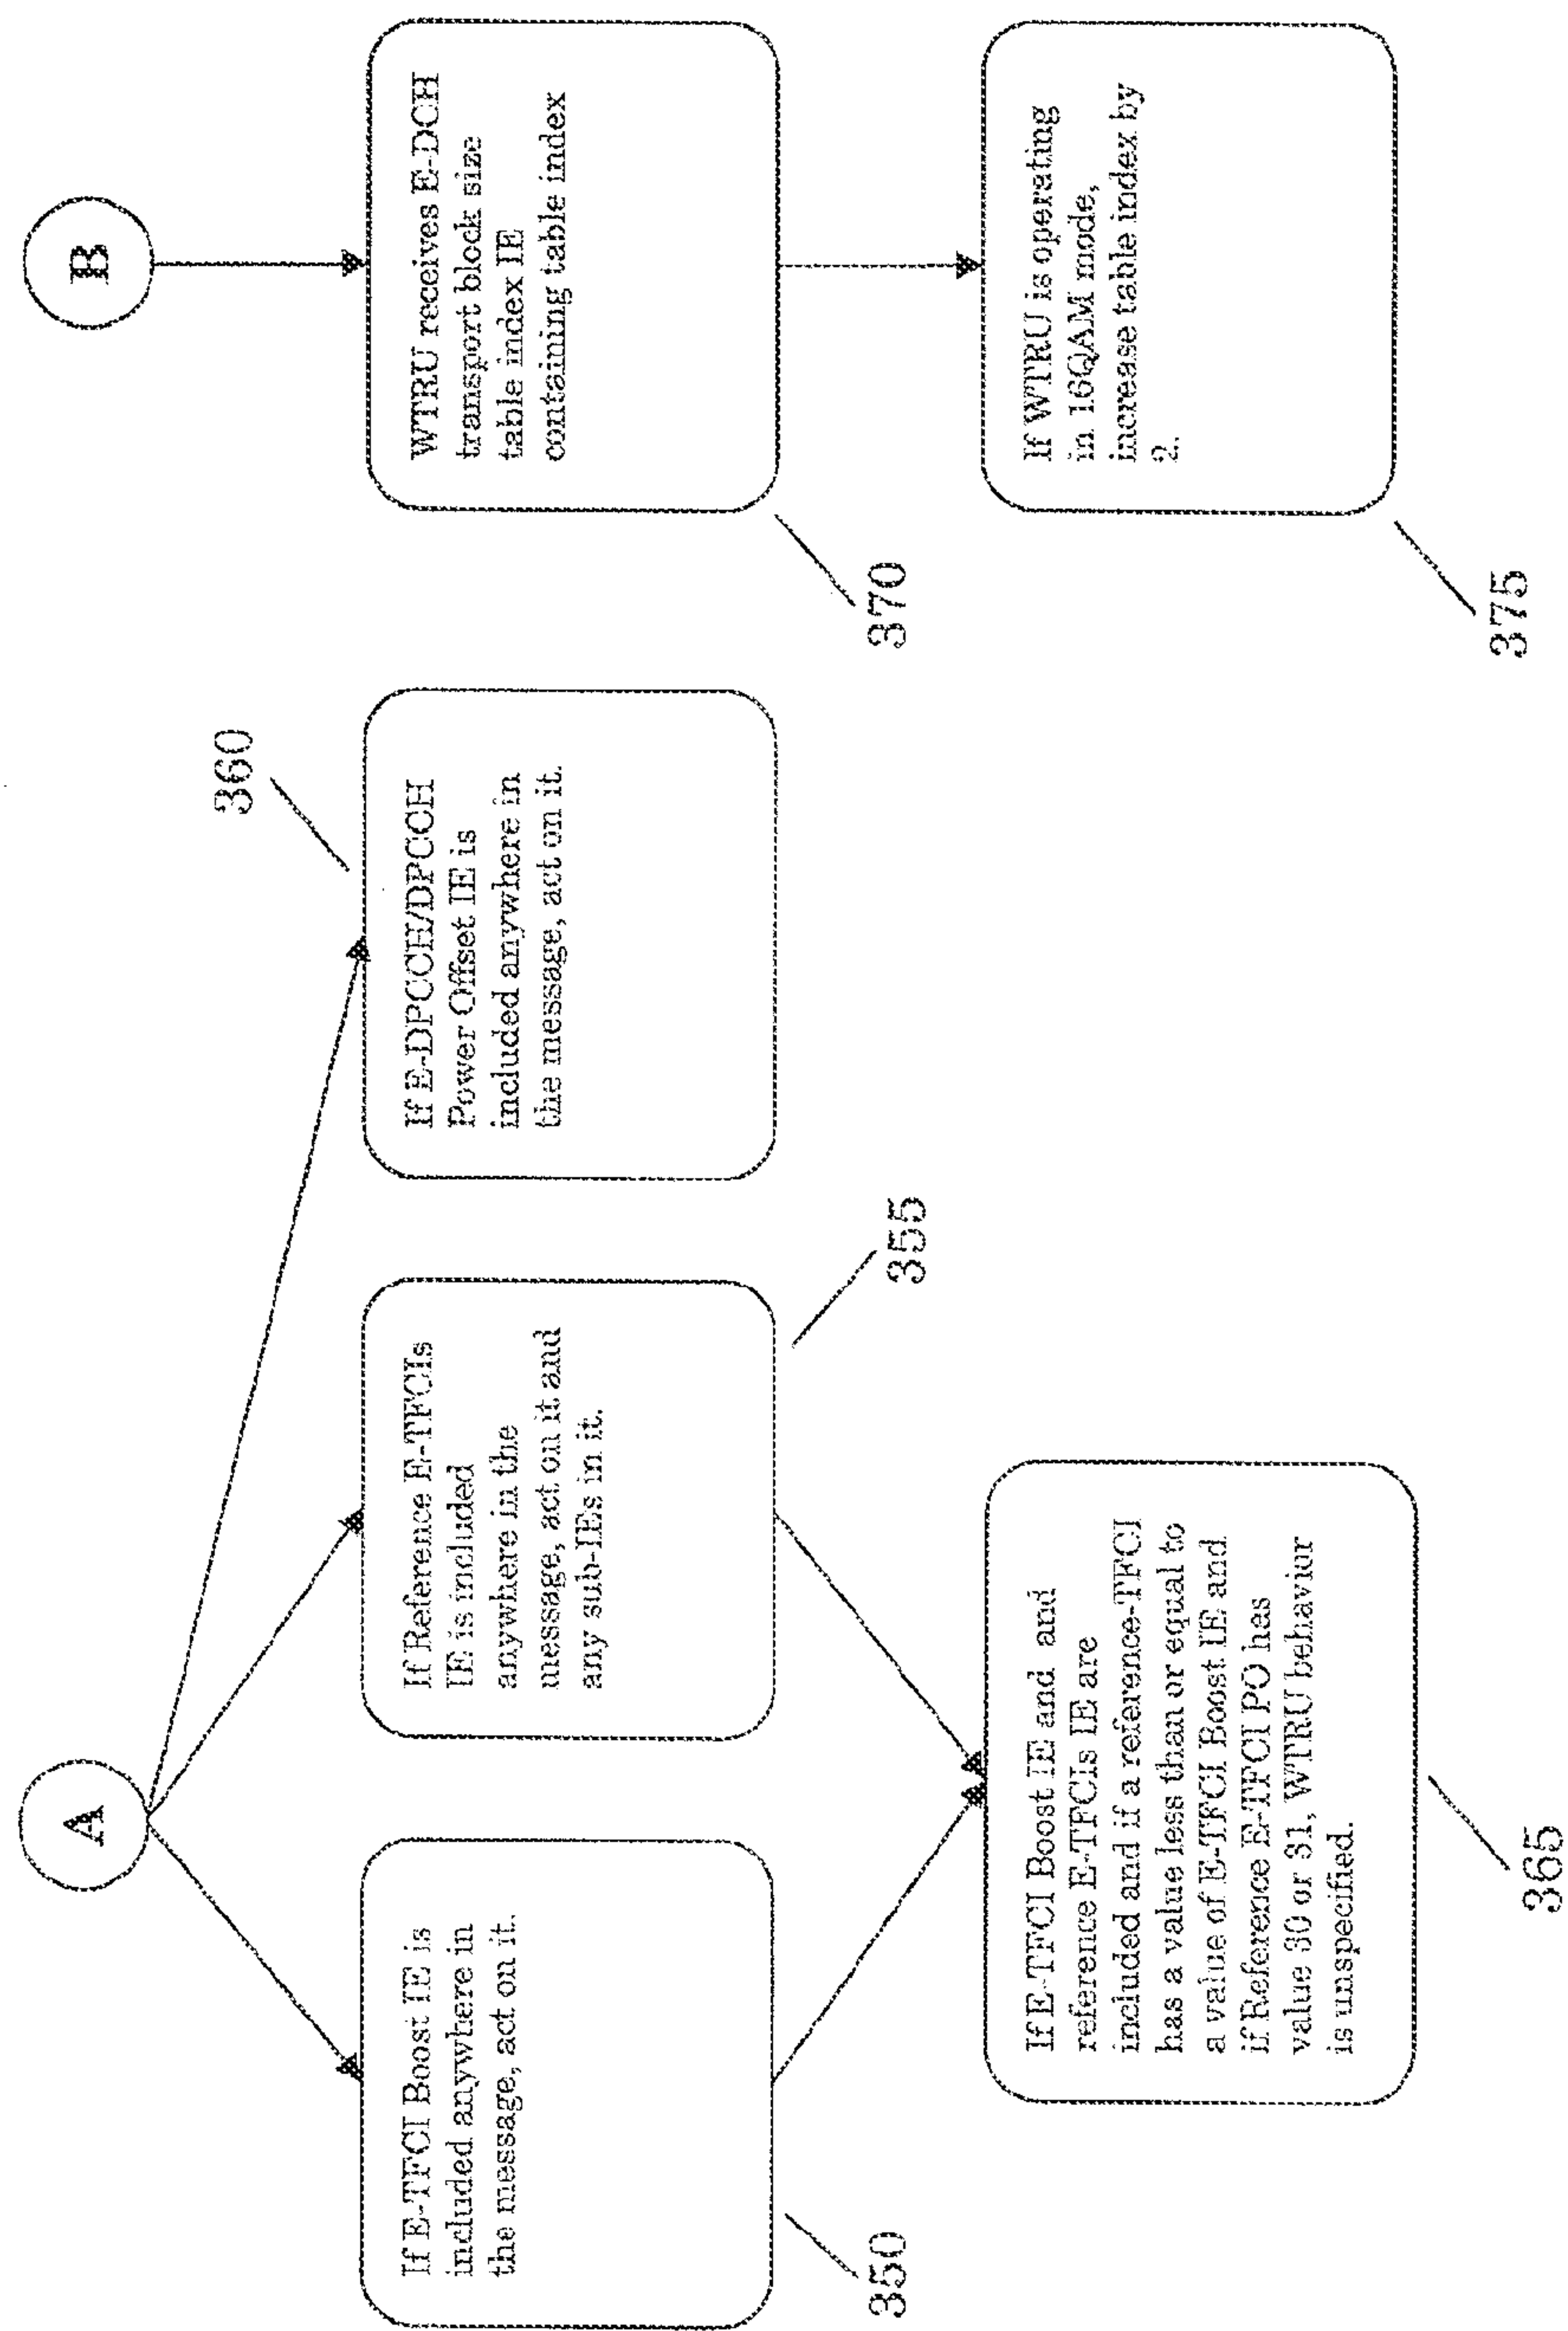 A
If E-TFCI Boost IE is
included anywhere in
the message, act on it.
350
If Reference E-TFCIs
IE is included
anywhere in the
message, act on it and
any sub-IEs in it.
355
If E-DPCCH/DPCCH
Power Offset IE is
included anywhere in
the message, act on it.
360
If E-TFCI Boost IE and and
reference E-TFCIs IE are
included and if a reference-TFCI
has a value less than or equal to
a value of E-TFCI Boost IE and
if Reference E-TFCI PO has
value 30 or 31, WTRU behavior
is unspecified.
365
B
WTRU receives E-DCH
transport block size
table index IE
containing table index
370
If WTRU is operating
in 16QAM mode,
increase table index by
2.
375